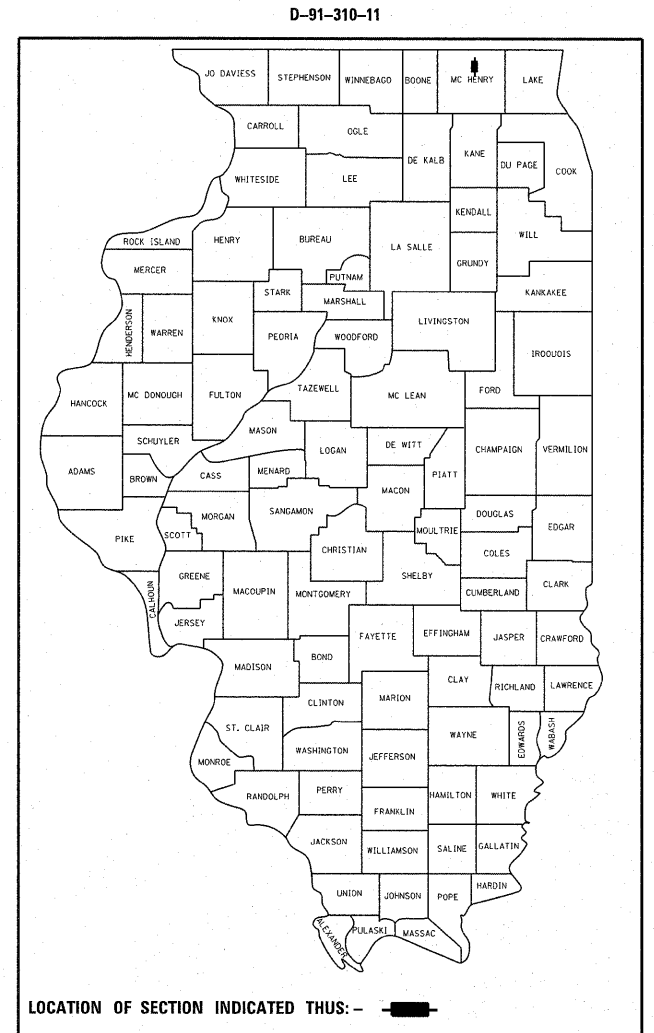 D-91-310-11
JO DAVIESS
STEPHENSON
WINNEBAGO
BOONE
MC HENRY
LAKE
CARROLL
OGLE
DE KALB
KANE
DU PAGE
COOK
WHITESIDE
LEE
KENDALL
WILL
ROCK ISLAND
HENRY
BUREAU
LA SALLE
GRUNDY
MERCER
PUTNAM
STARK
MARSHALL
KANKAKEE
HENDERSON
WARREN
KNOX
PEORIA
WOODFORD
LIVINGSTON
IROQUOIS
HANCOCK
MC DONOUGH
FULTON
TAZEWELL
MC LEAN
FORD
SCHUYLER
MASON
LOGAN
DE WITT
CHAMPAIGN
VERMILION
ADAMS
BROWN
CASS
MENARD
PIATT
MACON
PIKE
SCOTT
MORGAN
SANGAMON
CHRISTIAN
MOULTRIE
DOUGLAS
EDGAR
COLES
CALHOUN
GREENE
MACOUPIN
MONTGOMERY
SHELBY
CUMBERLAND
CLARK
JERSEY
FAYETTE
EFFINGHAM
JASPER
CRAWFORD
MADISON
BOND
CLAY
RICHLAND
LAWRENCE
CLINTON
MARION
ST. CLAIR
WASHINGTON
WAYNE
EDWARDS
WABASH
MONROE
JEFFERSON
RANDOLPH
PERRY
FRANKLIN
HAMILTON
WHITE
JACKSON
WILLIAMSON
SALINE
GALLATIN
UNION
JOHNSON
POPE
HARDIN
ALEXANDER
PULASKI
MASSAC
LOCATION OF SECTION INDICATED THUS: -